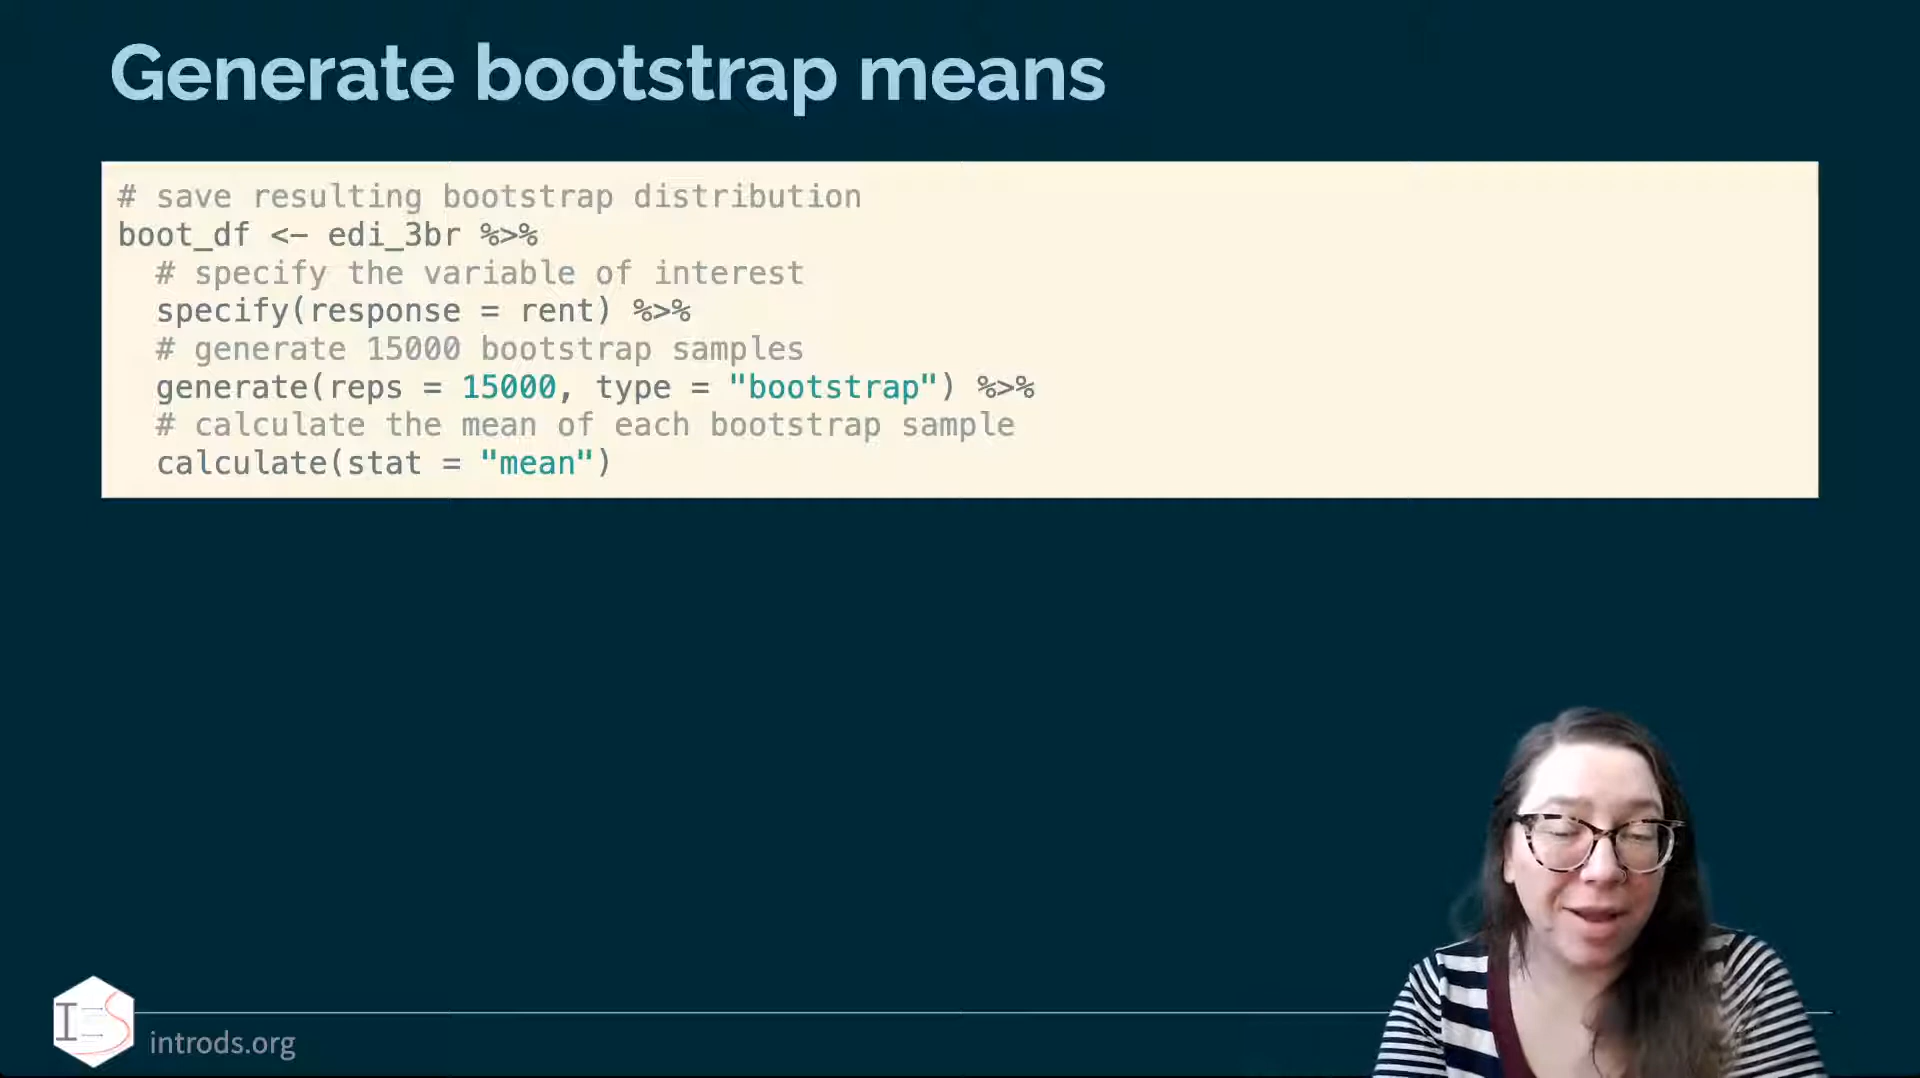 Generate bootstrap means
# save resulting bootstrap distribution
boot_df <- edi_3br %>%
  # specify the variable of interest
  specify(response = rent) %>%
  # generate 15000 bootstrap samples
  generate(reps = 15000, type = "bootstrap") %>%
  # calculate the mean of each bootstrap sample
  calculate(stat = "mean")
introds.org